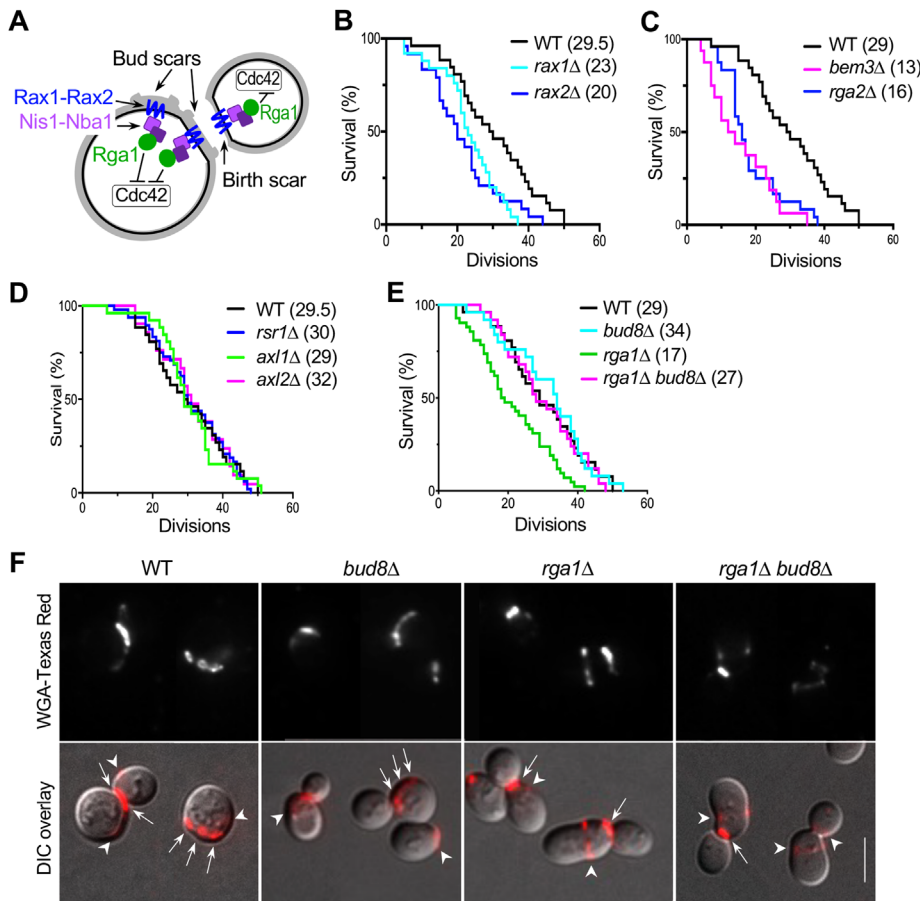 A
Bud scars
Rax1-Rax2
Nis1-Nba1
Rga1
Cdc42
Cdc42
Rga1
Birth scar
B
Survival (%)
100
50
0
0 20 40 60
Divisions
WT (29.5)
rax1Δ (23)
rax2Δ (20)
C
Survival (%)
100
50
0
0 20 40 60
Divisions
WT (29)
bem3Δ (13)
rga2Δ (16)
D
Survival (%)
100
50
0
0 20 40 60
Divisions
WT (29.5)
rsr1Δ (30)
axl1Δ (29)
axl2Δ (32)
E
Survival (%)
100
50
0
0 20 40 60
Divisions
WT (29)
bud8Δ (34)
rga1Δ (17)
rga1Δ bud8Δ (27)
F
WT bud8Δ rga1Δ rga1Δ bud8Δ
WGA-Texas Red
DIC overlay